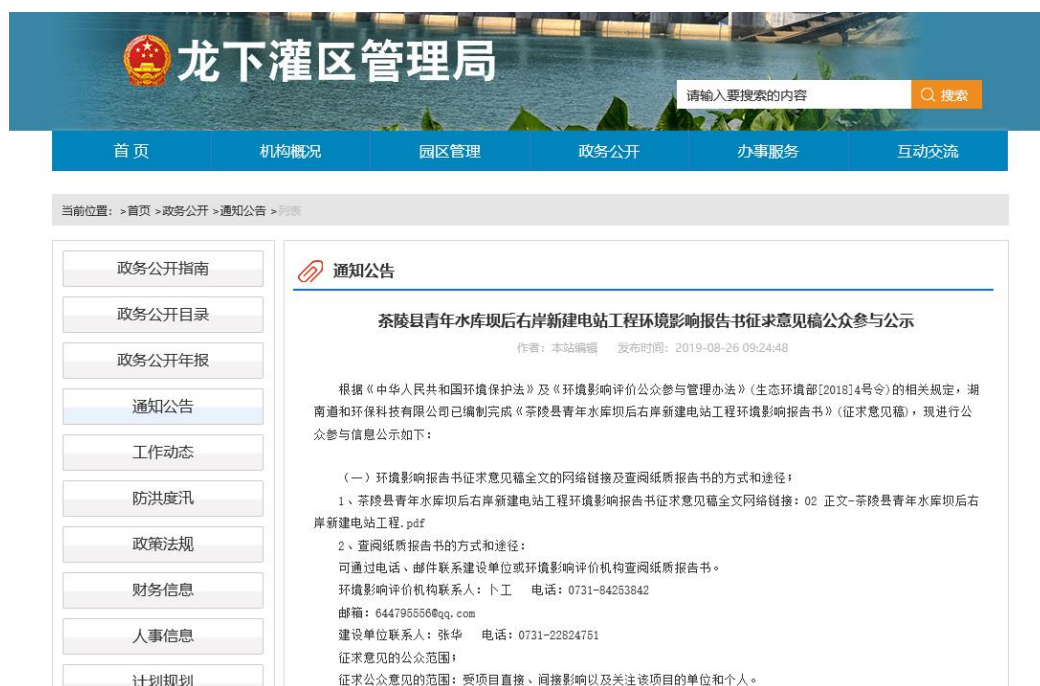 龙下灌区管理局
请输入要搜索的内容 搜索
首页 机构概况 园区管理 政务公开 办事服务 互动交流
当前位置：>首页 >政务公开 >通知公告 >列表
政务公开指南
政务公开目录
政务公开年报
通知公告
工作动态
防洪度汛
政策法规
财务信息
人事信息
计划规划
通知公告
茶陵县青年水库坝后右岸新建电站工程环境影响报告书征求意见稿公众参与公示
作者：本站编辑 发布时间：2019-08-26 09:24:48
根据《中华人民共和国环境保护法》及《环境影响评价公众参与管理办法》(生态环境部[2018]4号令)的相关规定，湖
南道和环保科技有限公司已编制完成《茶陵县青年水库坝后右岸新建电站工程环境影响报告书》(征求意见稿)，现进行公
众参与信息公示如下：
（一）环境影响报告书征求意见稿全文的网络链接及查阅纸质报告书的方式和途径；
1、茶陵县青年水库坝后右岸新建电站工程环境影响报告书征求意见稿全文网络链接：02 正文-茶陵县青年水库坝后右
岸新建电站工程.pdf
2、查阅纸质报告书的方式和途径：
可通过电话、邮件联系建设单位或环境影响评价机构查阅纸质报告书。
环境影响评价机构联系人：卜工 电话：0731-84253842
邮箱：644795556@qq.com
建设单位联系人：张华 电话：0731-22824751
征求意见的公众范围；
征求公众意见的范围：受项目直接、间接影响以及关注该项目的单位和个人。